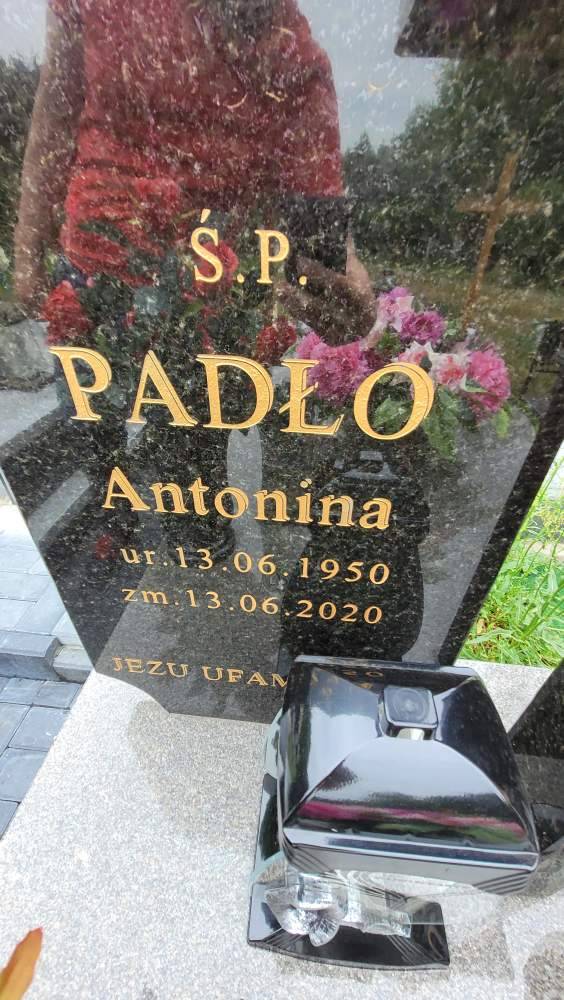 Ś.P.
PADŁO
Antonina
ur.13.06.1950
zm.13.06.2020
JEZU UFAM